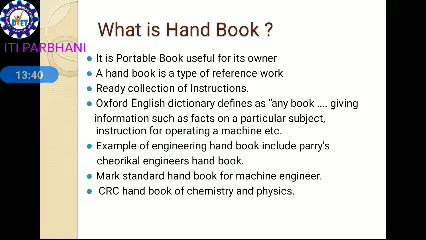 What is Hand Book ?
ITI PARBHANI
13:40
It is Portable Book useful for its owner
A hand book is a type of reference work
Ready collection of Instructions.
Oxford English dictionary defines as "any book .... giving
information such as facts on a particular subject,
instruction for operating a machine etc.
Example of engineering hand book include parry's
cheorikal engineers hand book.
Mark standard hand book for machine engineer.
CRC hand book of chemistry and physics.